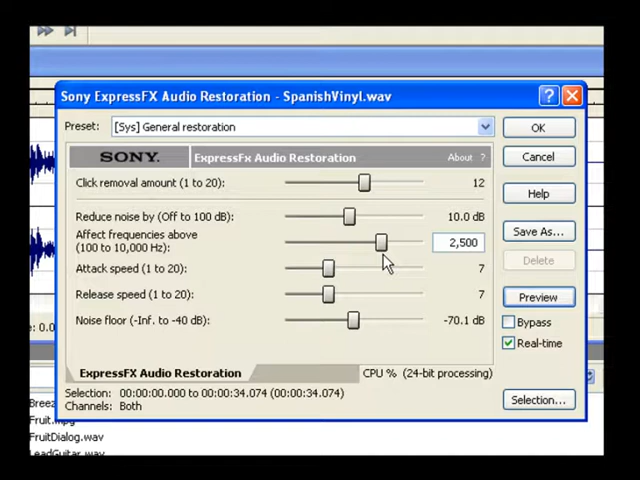 Sony ExpressFX Audio Restoration - SpanishVinyl.wav
Preset: [Sys] General restoration
OK
SONY. ExpressFx Audio Restoration About ?
Cancel
Click removal amount (1 to 20): 12
Help
Reduce noise by (Off to 100 dB): 10.0 dB
Affect frequencies above
(100 to 10,000 Hz): 2,500
Save As...
Delete
Attack speed (1 to 20): 7
Release speed (1 to 20): 7
Preview
Noise floor (-Inf. to -40 dB): -70.1 dB
Bypass
Real-time
ExpressFX Audio Restoration
CPU % (24-bit processing)
Selection: 00:00:00.000 to 00:00:34.074 (00:00:34.074)
Channels: Both
Selection...
Fruit.mpg
FruitDialog.wav
LeadGuitar.wav